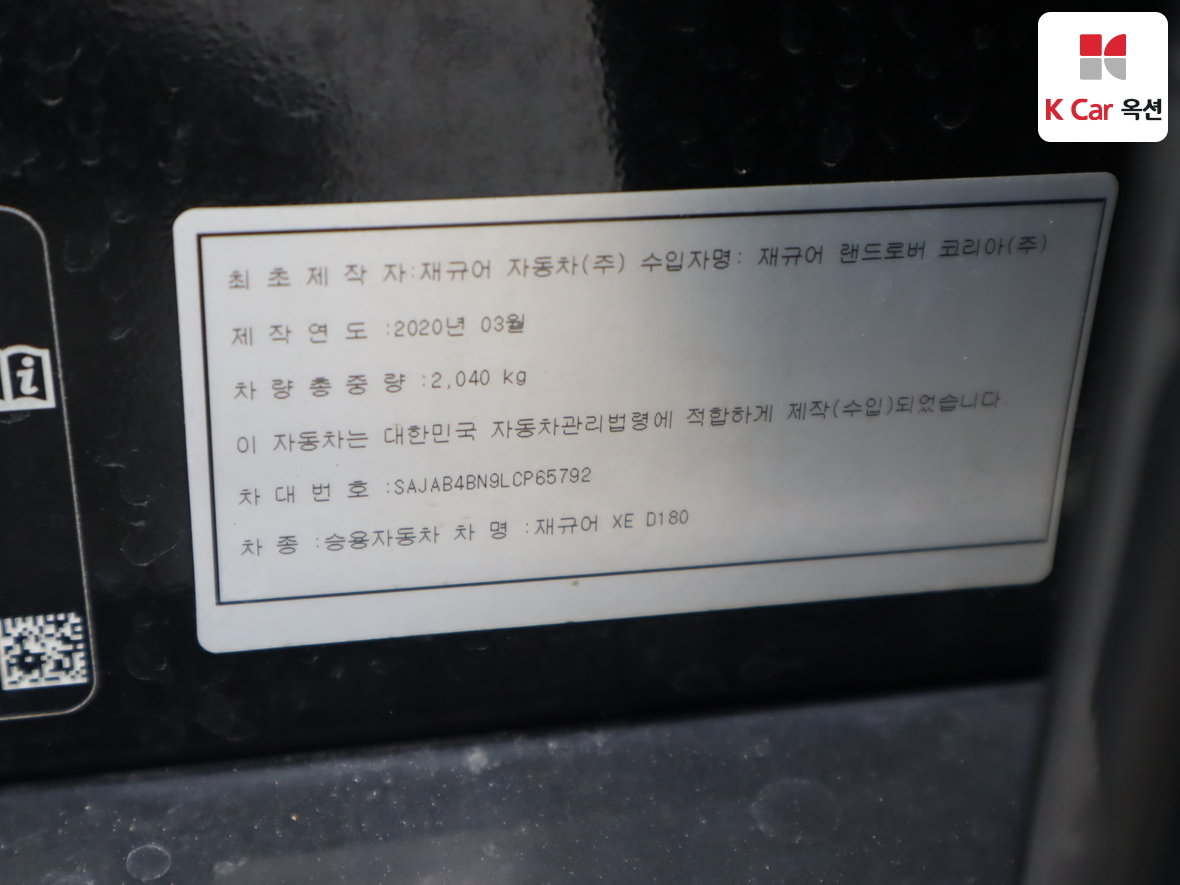 K Car 옥션
최 초 제 작 자:재규어 자동차(주) 수입자명: 재규어 랜드로버 코리아(주)
제 작 연 도 :2020년 03월
차 량 총 중 량 :2,040 kg
이 자동차는 대한민국 자동차관리법령에 적합하게 제작(수입)되었습니다
차 대 번 호 :SAJAB4BN9LCP65792
차 종 :승용자동차 차 명 :재규어 XE D180